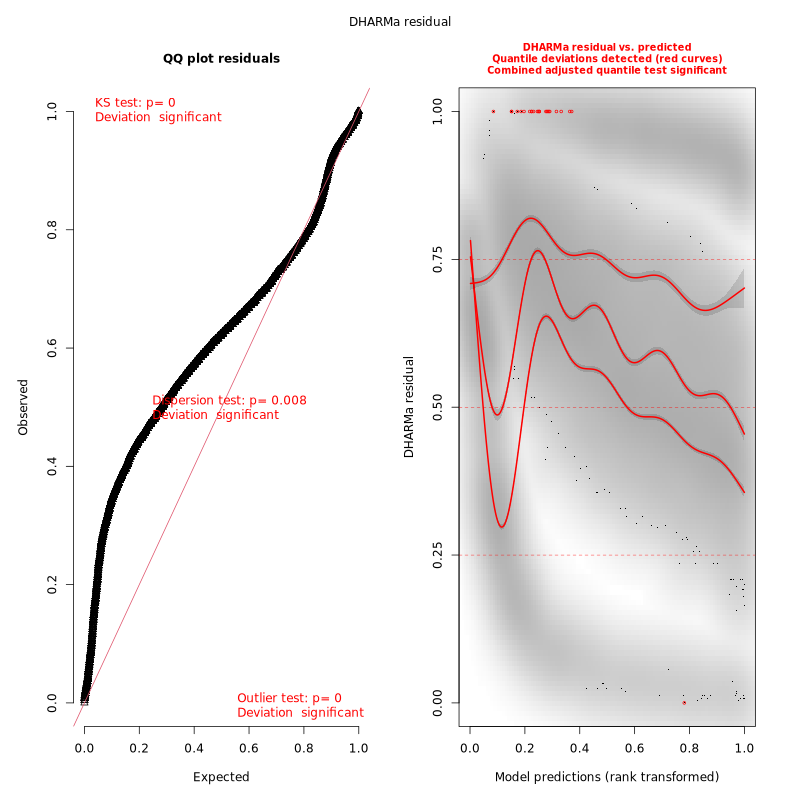 DHARMa residual
QQ plot residuals
KS test: p= 0
Deviation  significant
Dispersion test: p= 0.008
Deviation  significant
Outlier test: p= 0
Deviation  significant
Observed
0.0
0.2
0.4
0.6
0.8
1.0
0.0 0.2 0.4 0.6 0.8 1.0
Expected
DHARMa residual vs. predicted
Quantile deviations detected (red curves)
Combined adjusted quantile test significant
DHARMa residual
0.00
0.25
0.50
0.75
1.00
0.0 0.2 0.4 0.6 0.8 1.0
Model predictions (rank transformed)